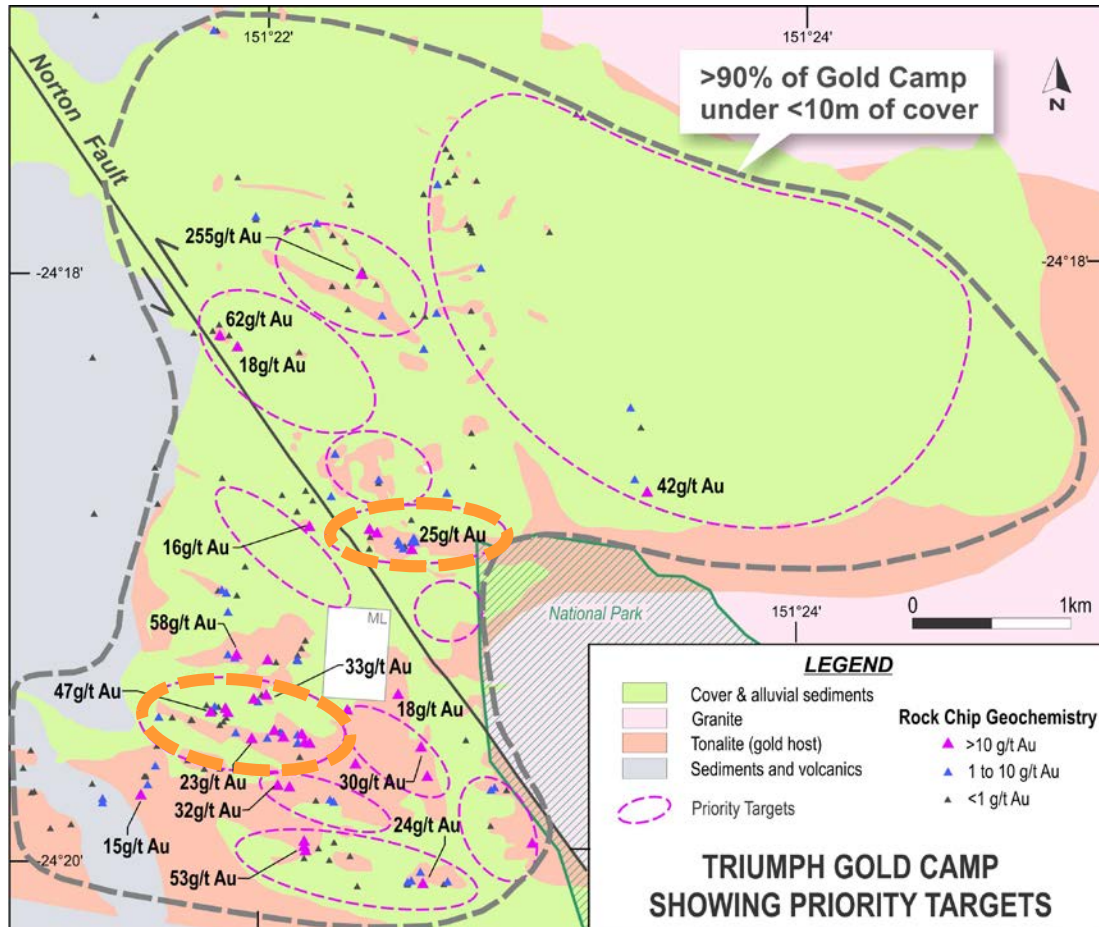 151°22'
151°24'
>90% of Gold Camp
under <10m of cover
N
Norton Fault
255g/t Au
-24°18'
-24°18'
62g/t Au
18g/t Au
42g/t Au
16g/t Au
25g/t Au
National Park
151°24'
0 1km
ML
58g/t Au
33g/t Au
47g/t Au
18g/t Au
23g/t Au
30g/t Au
32g/t Au
15g/t Au
24g/t Au
-24°20'
53g/t Au
LEGEND
Cover & alluvial sediments
Granite
Tonalite (gold host)
Sediments and volcanics
Priority Targets
Rock Chip Geochemistry
>10 g/t Au
1 to 10 g/t Au
<1 g/t Au
TRIUMPH GOLD CAMP
SHOWING PRIORITY TARGETS